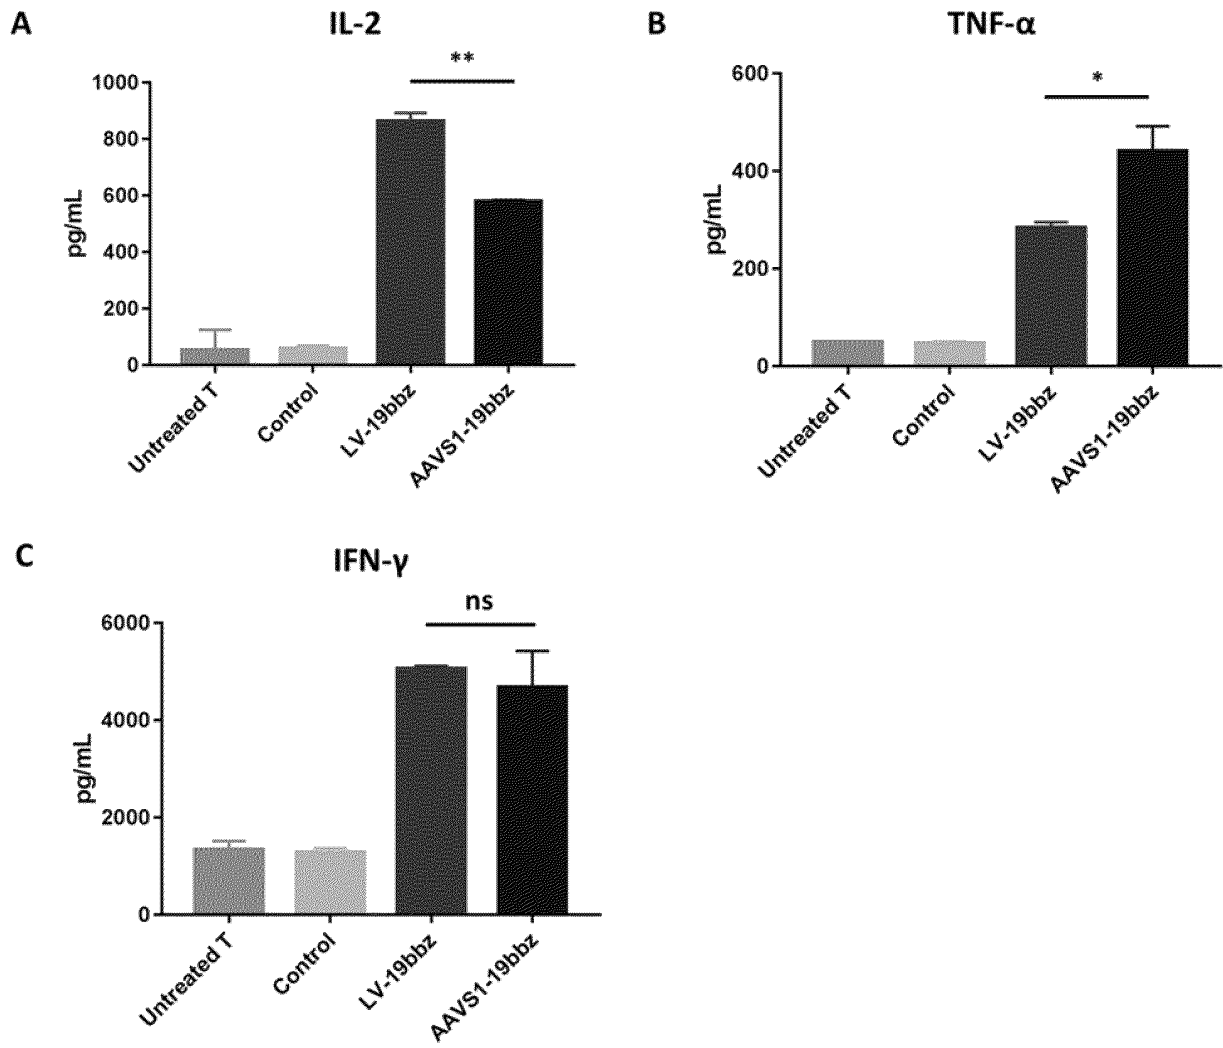 A
IL-2
**
1000
800
600
400
200
0
pg/mL
Untreated T
Control
LV-19bbz
AAVS1-19bbz
B
TNF-α
*
600
400
200
0
pg/mL
Untreated T
Control
LV-19bbz
AAVS1-19bbz
C
IFN-γ
ns
6000
4000
2000
0
pg/mL
Untreated T
Control
LV-19bbz
AAVS1-19bbz